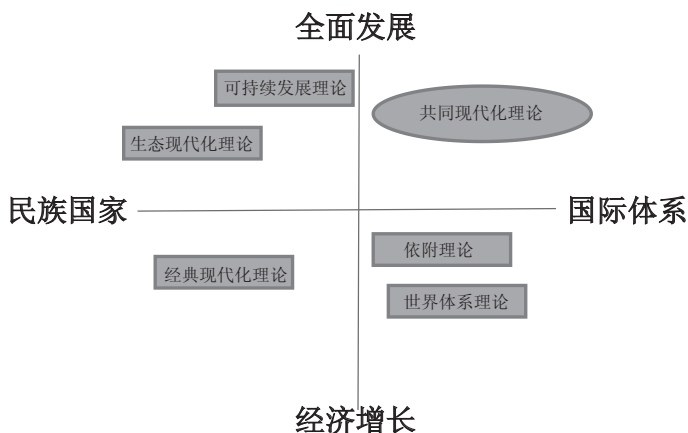 全面发展
可持续发展理论
共同现代化理论
生态现代化理论
民族国家
国际体系
依附理论
经典现代化理论
世界体系理论
经济增长